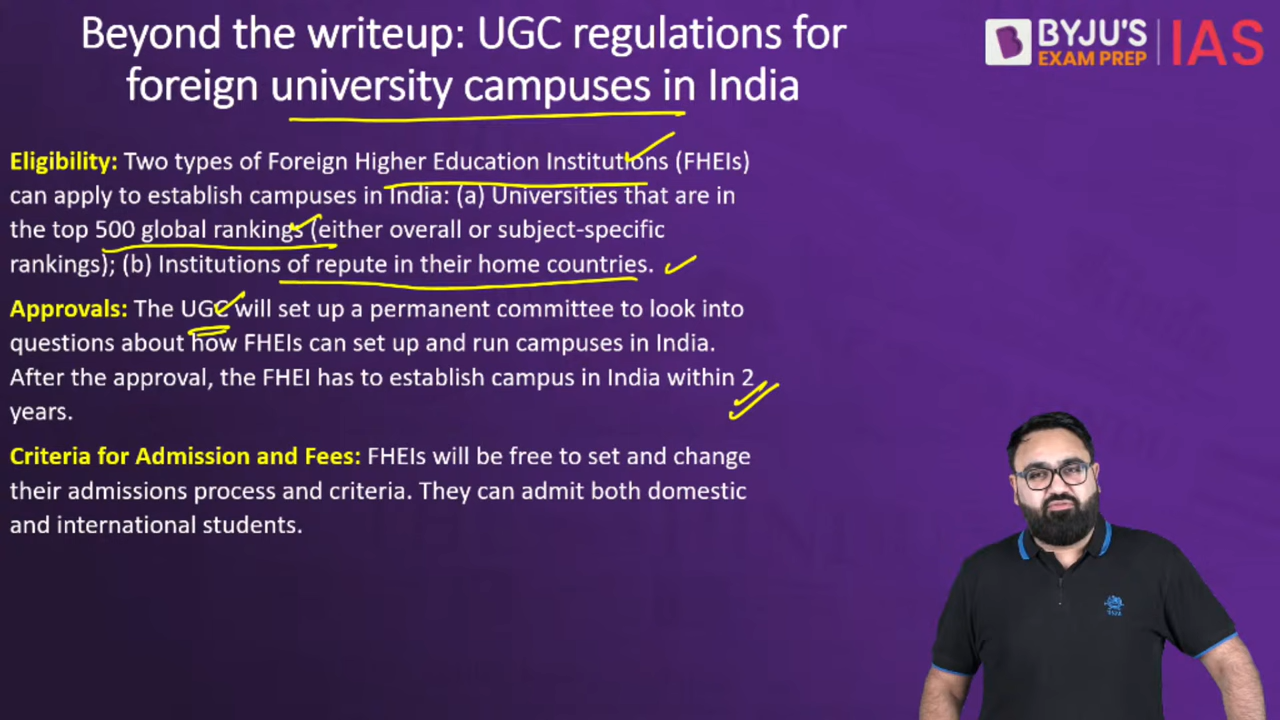 Beyond the writeup: UGC regulations for
foreign university campuses in India
BYJU'S
EXAM PREP
IAS
Eligibility: Two types of Foreign Higher Education Institutions (FHEIs)
can apply to establish campuses in India: (a) Universities that are in
the top 500 global rankings (either overall or subject-specific
rankings); (b) Institutions of repute in their home countries.
Approvals: The UGC will set up a permanent committee to look into
questions about how FHEIs can set up and run campuses in India.
After the approval, the FHEI has to establish campus in India within 2
years.
Criteria for Admission and Fees: FHEIs will be free to set and change
their admissions process and criteria. They can admit both domestic
and international students.